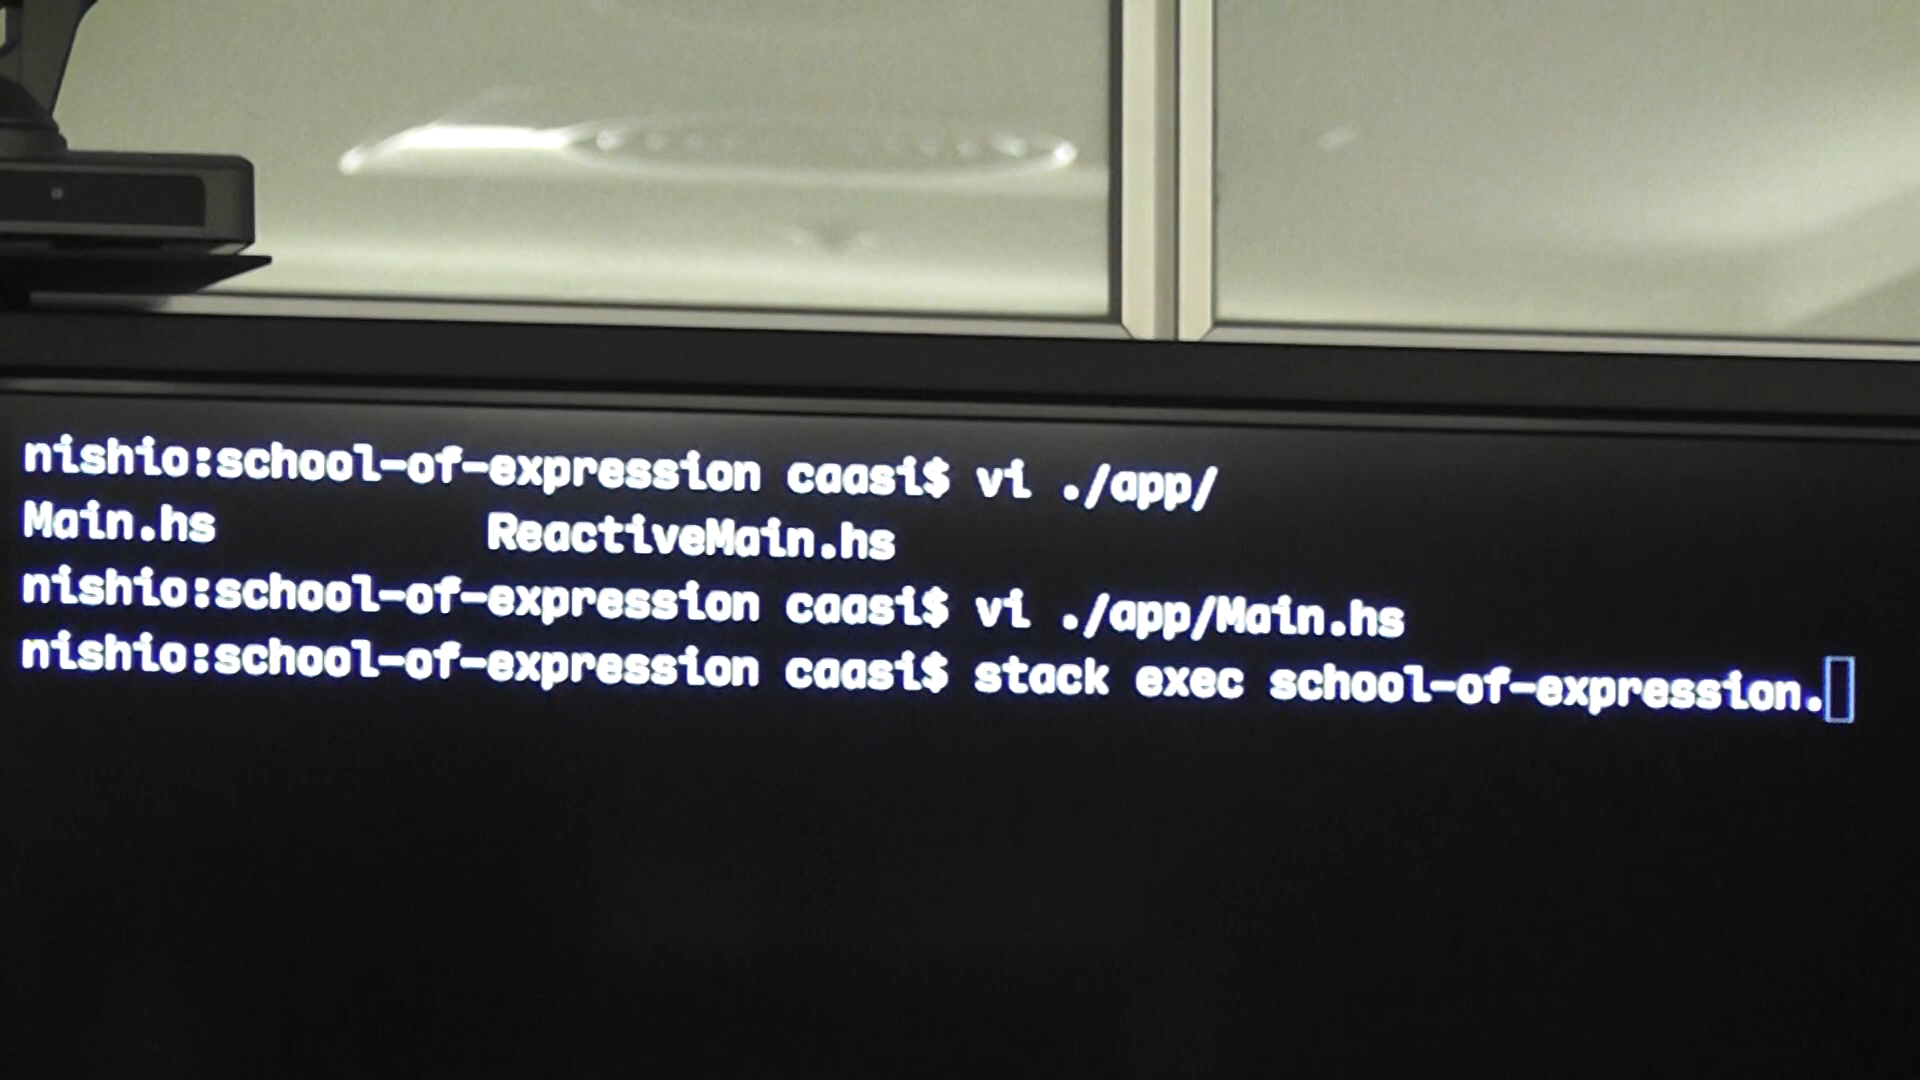 nishio:school-of-expression caasi$ vi ./app/
Main.hs ReactiveMain.hs
nishio:school-of-expression caasi$ vi ./app/Main.hs
nishio:school-of-expression caasi$ stack exec school-of-expression.